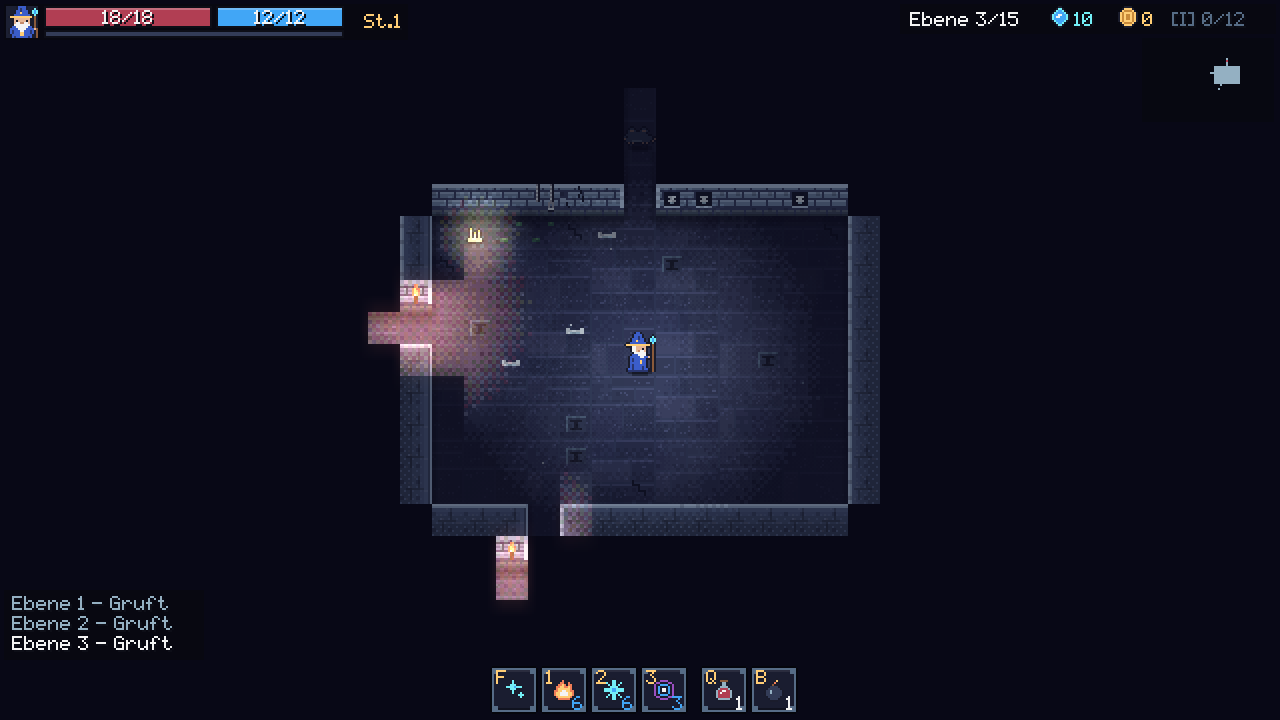 18/18 12/12 St.1 Ebene 3/15 10 0 [I] 0/12
Ebene 1 – Gruft
Ebene 2 – Gruft
Ebene 3 – Gruft
F 1 6 2 6 3 3 Q 1 B 1